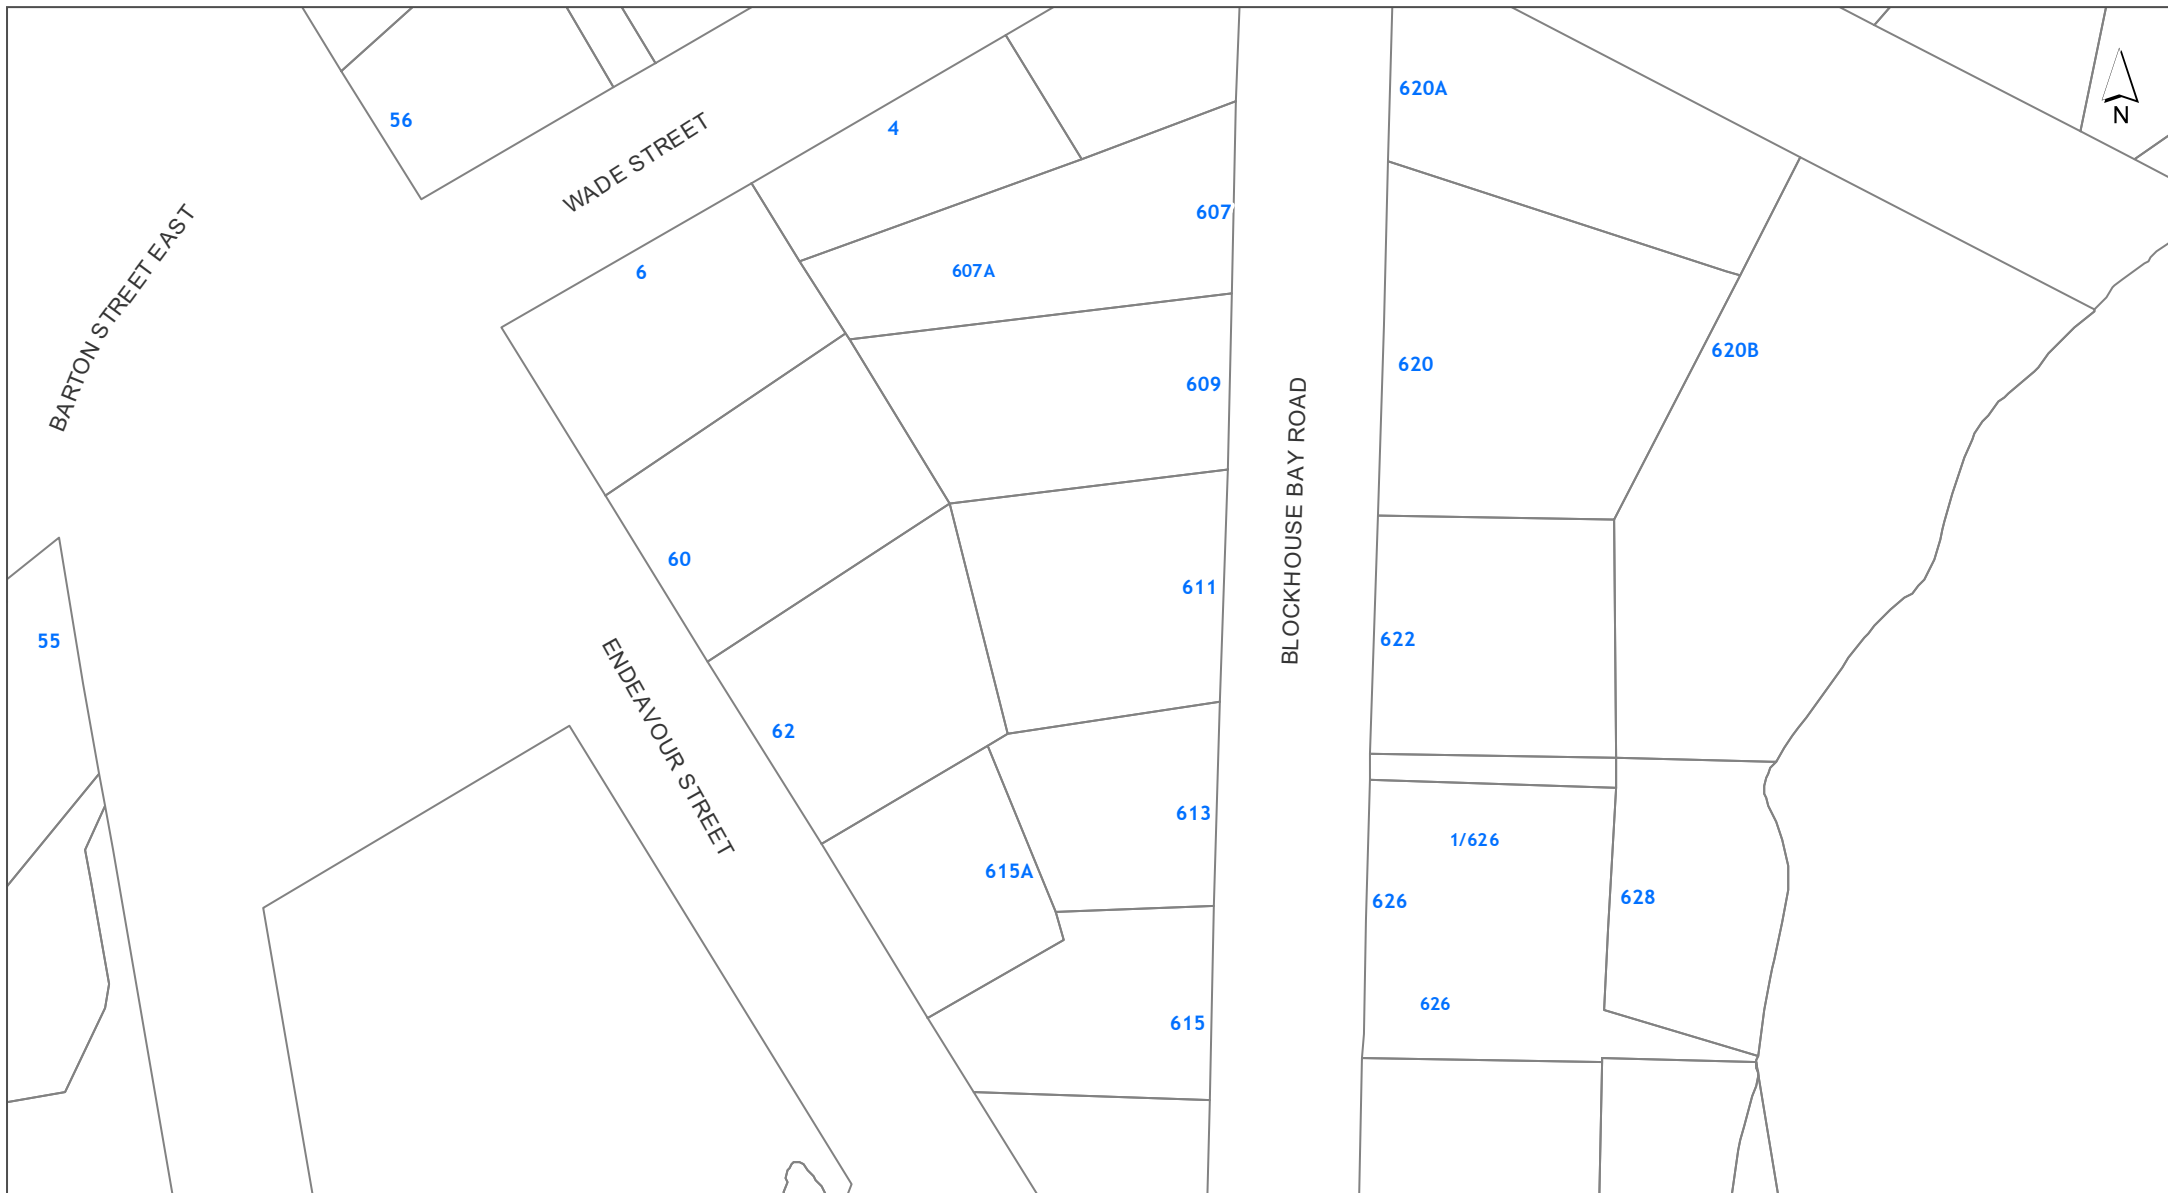 620A
N
56
4
WADE STREET
607
BARTON STREET EAST
6
607A
620B
620
609
BLOCKHOUSE BAY ROAD
60
611
622
55
62
ENDEAVOUR STREET
613
1/626
615A
626
628
626
615